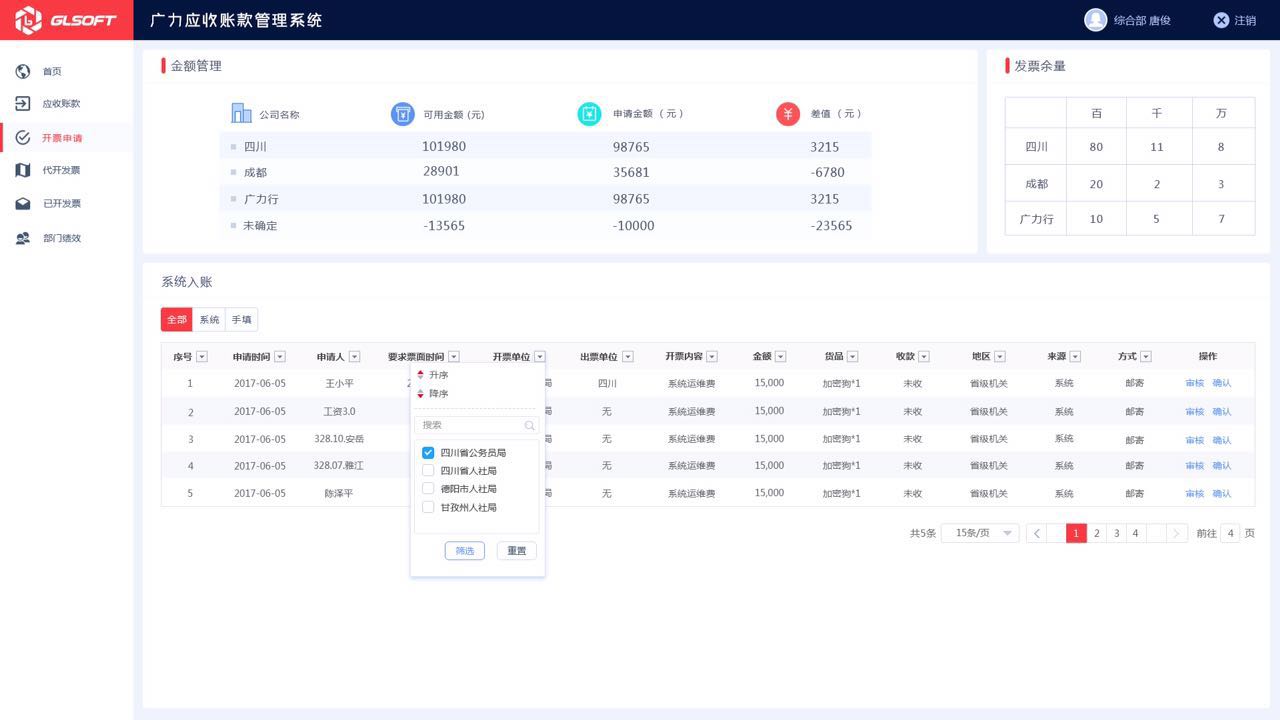 GLSOFT 广力应收账款管理系统 综合部 唐俊 注销
首页
应收账款
开票申请
代开发票
已开发票
部门绩效
金额管理
公司名称 可用金额 (元) 申请金额 （ 元 ） 差值 （ 元 ）
四川 101980 98765 3215
成都 28901 35681 -6780
广力行 101980 98765 3215
未确定 -13565 -10000 -23565
发票余量
百 千 万
四川 80 11 8
成都 20 2 3
广力行 10 5 7
系统入账
全部 系统 手填
序号 申请时间 申请人 要求票面时间 开票单位 出票单位 开票内容 金额 货品 收款 地区 来源 方式 操作
1 2017-06-05 王小平 2 局 四川 系统运维费 15,000 加密狗*1 未收 省级机关 系统 邮寄 审核 确认
2 2017-06-05 工资3.0 局 无 系统运维费 15,000 加密狗*1 未收 省级机关 系统 邮寄 审核 确认
3 2017-06-05 328.10.安岳 局 无 系统运维费 15,000 加密狗*1 未收 省级机关 系统 邮寄 审核 确认
4 2017-06-05 328.07.雅江 局 无 系统运维费 15,000 加密狗*1 未收 省级机关 系统 邮寄 审核 确认
5 2017-06-05 陈泽平 局 无 系统运维费 15,000 加密狗*1 未收 省级机关 系统 邮寄 审核 确认
升序
降序
搜索
四川省公务员局
四川省人社局
德阳市人社局
甘孜州人社局
筛选 重置
共5条 15条/页 1 2 3 4 前往 4 页